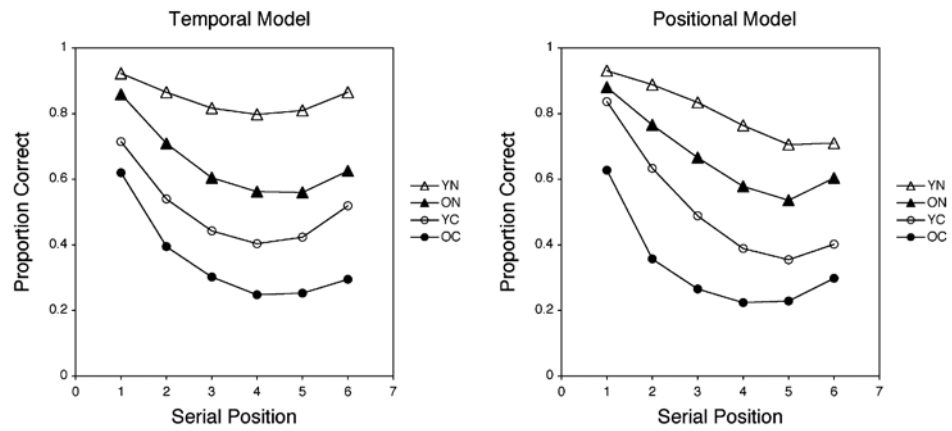 Temporal Model
Proportion Correct
1
0.8
0.6
0.4
0.2
0
0 1 2 3 4 5 6 7
Serial Position
YN
ON
YC
OC
Positional Model
Proportion Correct
1
0.8
0.6
0.4
0.2
0
0 1 2 3 4 5 6 7
Serial Position
YN
ON
YC
OC